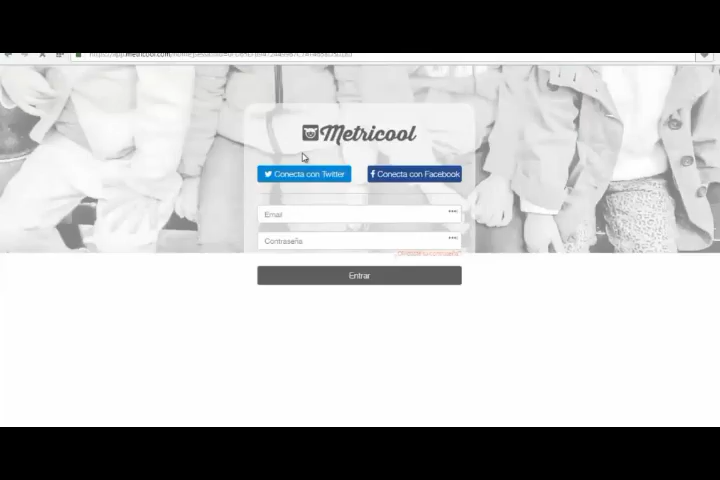 Metricool
Conecta con Twitter
Conecta con Facebook
Email
Contraseña
Entrar